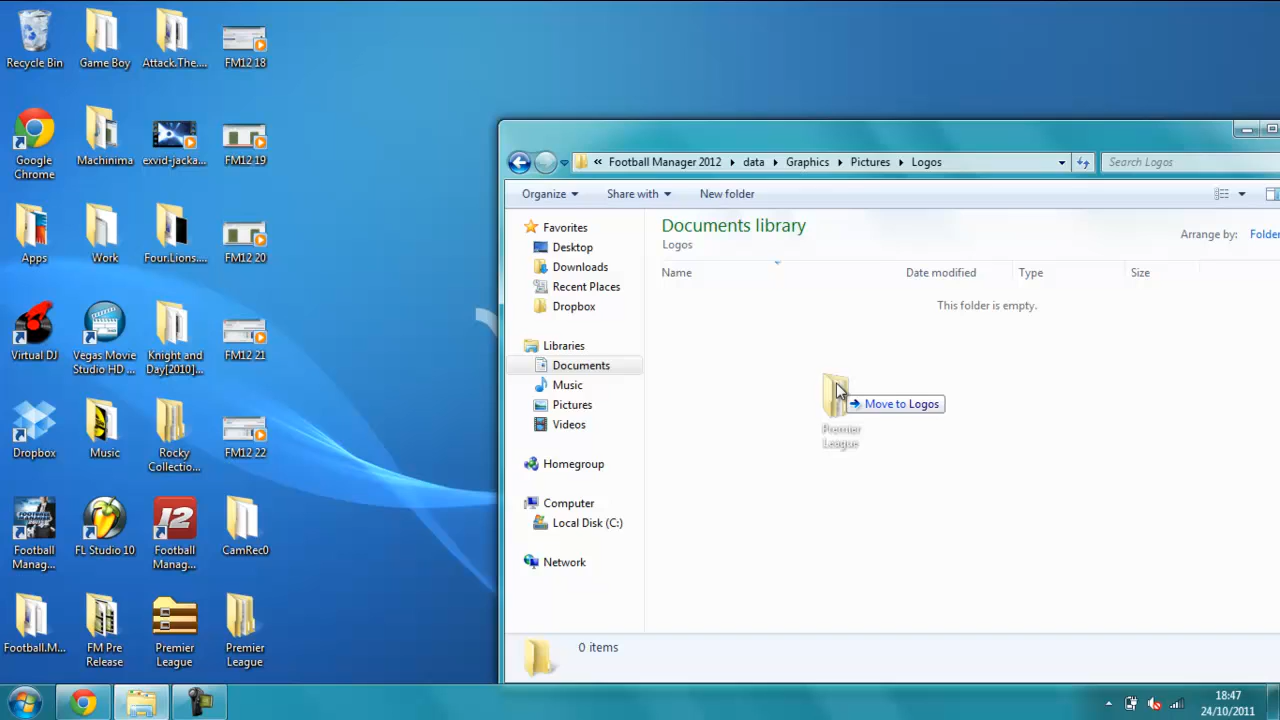 Recycle Bin
Game Boy
Attack.The....
FM12 18
Google
Chrome
Machinima
exvid-jacka...
FM12 19
Apps
Work
Four.Lions....
FM12 20
Virtual DJ
Vegas Movie
Studio HD ...
Knight and
Day[2010]...
FM12 21
Dropbox
Music
Rocky
Collectio...
FM12 22
Football
Manag...
FL Studio 10
12
Football
Manag...
CamRec0
Football.M...
FM Pre
Release
Premier
League
Premier
League
« Football Manager 2012 data Graphics Pictures Logos
Search Logos
Organize
Share with
New folder
Favorites
Desktop
Downloads
Recent Places
Dropbox
Libraries
Documents
Music
Pictures
Videos
Homegroup
Computer
Local Disk (C:)
Network
Documents library
Logos
Arrange by: Folder
Name
Date modified
Type
Size
This folder is empty.
Move to Logos
Premier
League
0 items
18:47
24/10/2011